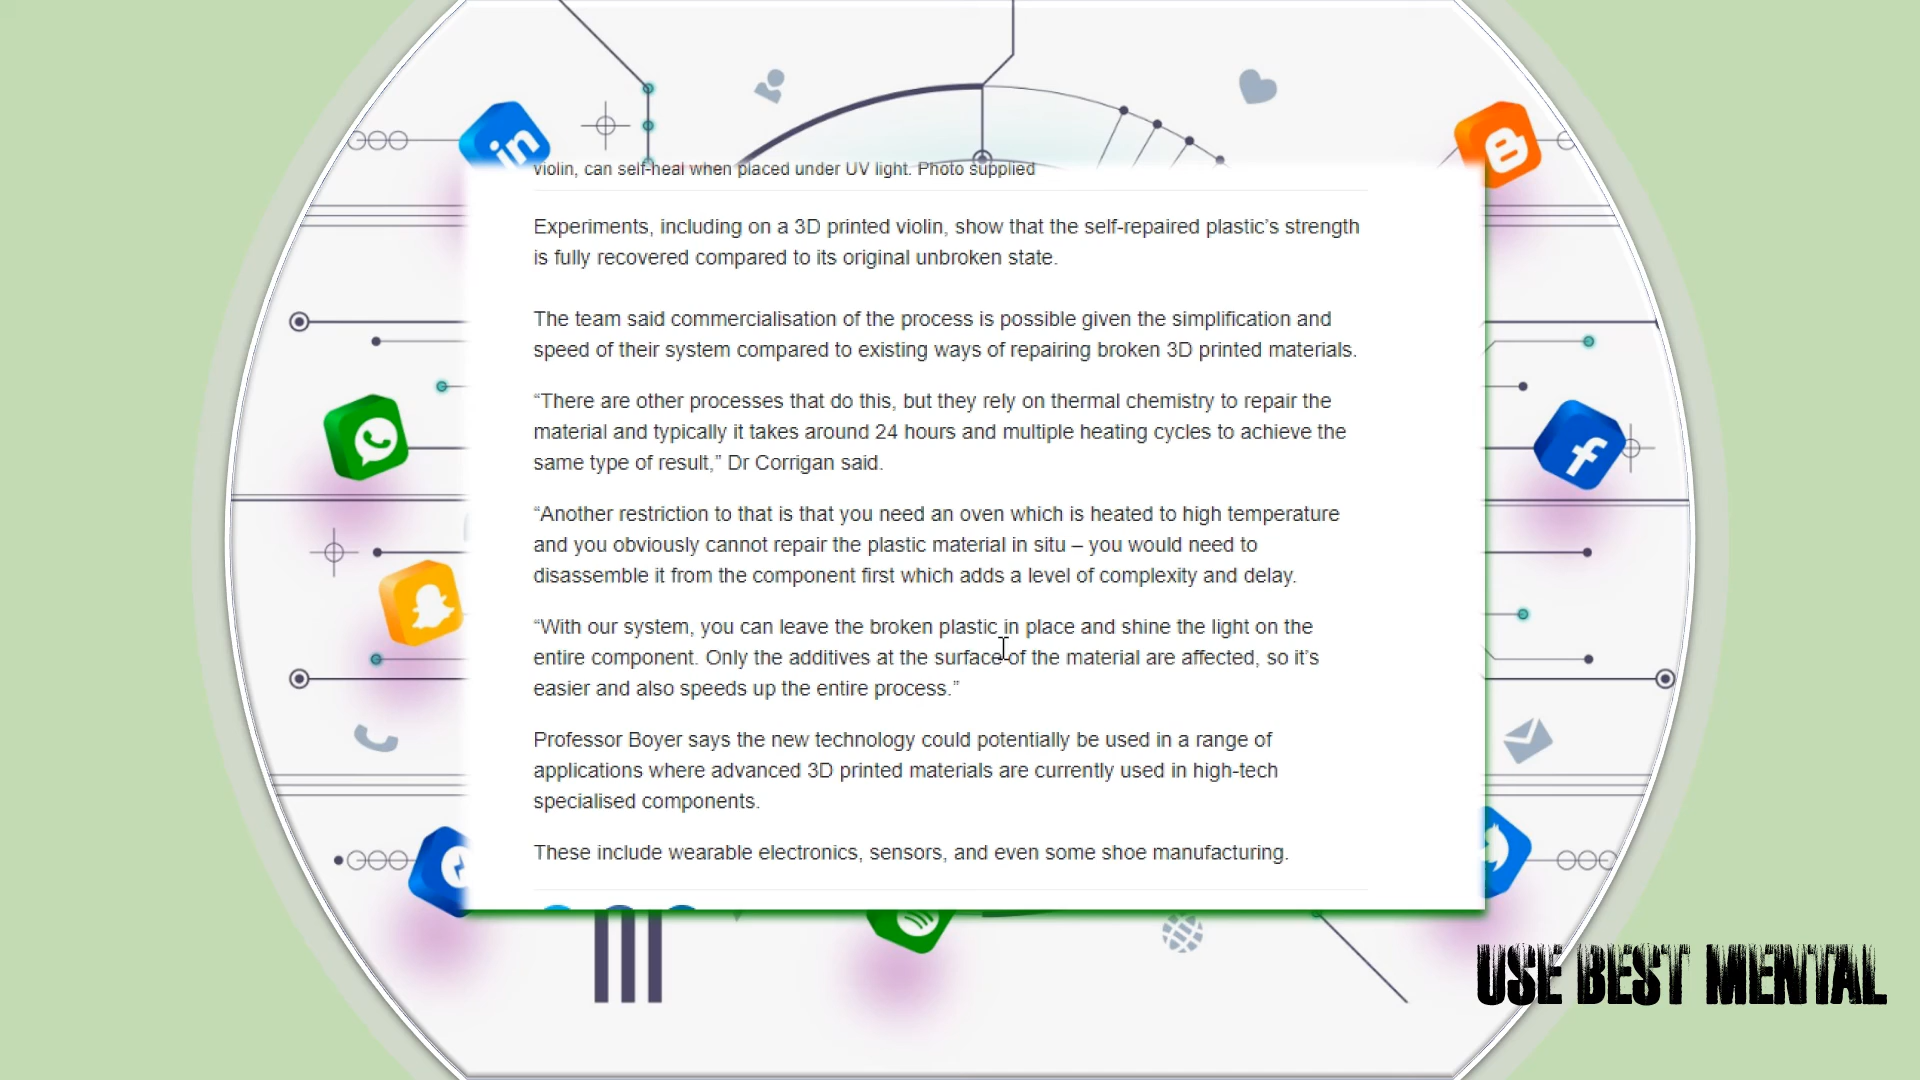 in
violin, can self-heal when placed under UV light. Photo supplied
Experiments, including on a 3D printed violin, show that the self-repaired plastic’s strength
is fully recovered compared to its original unbroken state.
The team said commercialisation of the process is possible given the simplification and
speed of their system compared to existing ways of repairing broken 3D printed materials.
“There are other processes that do this, but they rely on thermal chemistry to repair the
material and typically it takes around 24 hours and multiple heating cycles to achieve the
same type of result,” Dr Corrigan said.
“Another restriction to that is that you need an oven which is heated to high temperature
and you obviously cannot repair the plastic material in situ – you would need to
disassemble it from the component first which adds a level of complexity and delay.
“With our system, you can leave the broken plastic in place and shine the light on the
entire component. Only the additives at the surface of the material are affected, so it’s
easier and also speeds up the entire process.”
Professor Boyer says the new technology could potentially be used in a range of
applications where advanced 3D printed materials are currently used in high-tech
specialised components.
These include wearable electronics, sensors, and even some shoe manufacturing.
USE BEST MENTAL